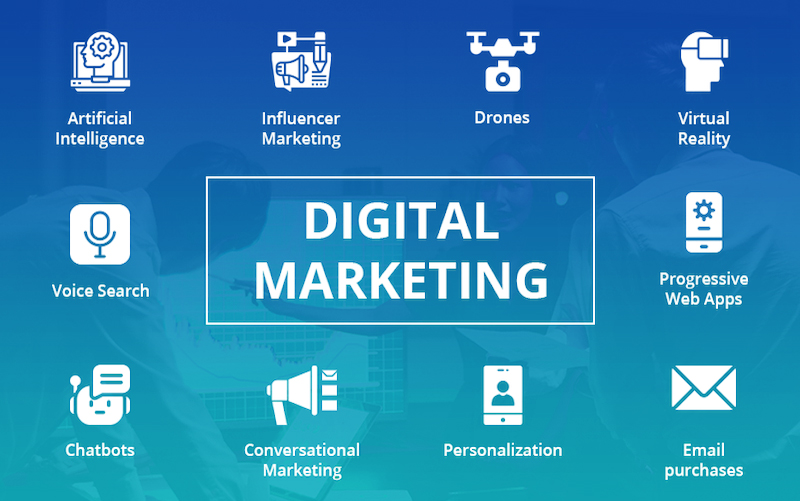 Artificial
Intelligence
Influencer
Marketing
Drones
Virtual
Reality
Voice Search
DIGITAL
MARKETING
Progressive
Web Apps
Chatbots
Conversational
Marketing
Personalization
Email
purchases